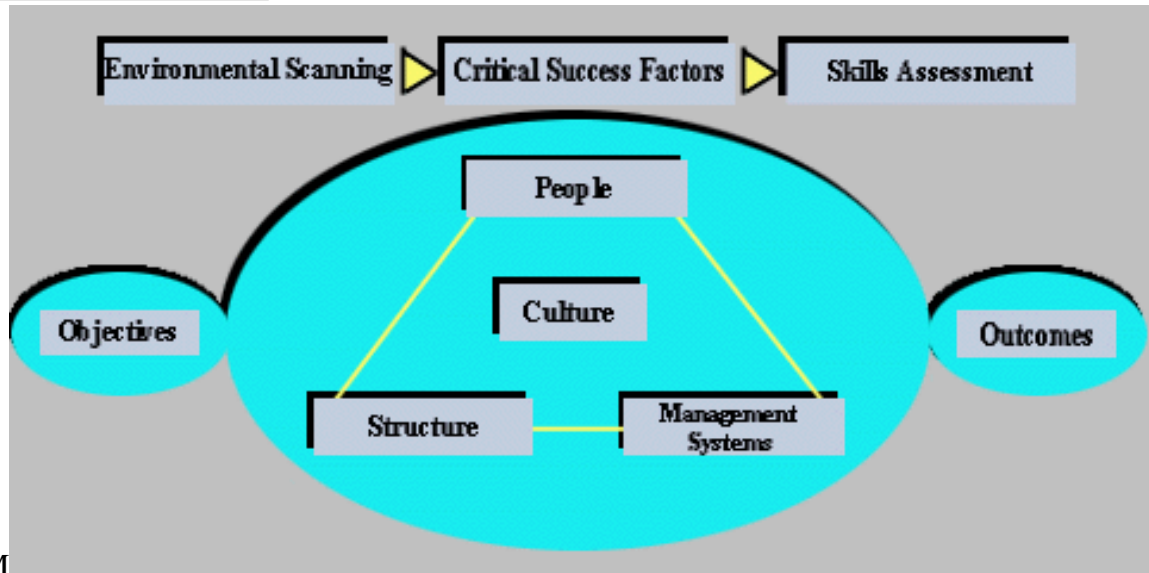 Environmental Scanning
Critical Success Factors
Skills Assessment
People
Culture
Objectives
Outcomes
Structure
Management
Systems